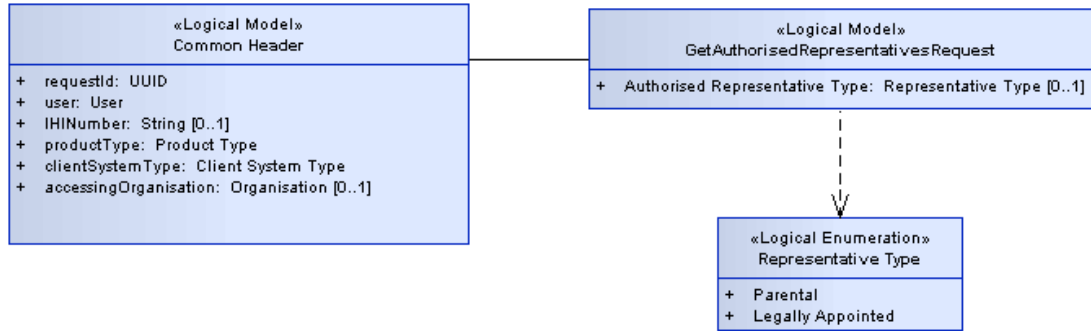 «Logical Model»
Common Header
+ requestId: UUID
+ user: User
+ IHINumber: String [0..1]
+ productType: Product Type
+ clientSystemType: Client System Type
+ accessingOrganisation: Organisation [0..1]
«Logical Model»
GetAuthorisedRepresentativesRequest
+ Authorised Representative Type: Representative Type [0..1]
«Logical Enumeration»
Representative Type
+ Parental
+ Legally Appointed